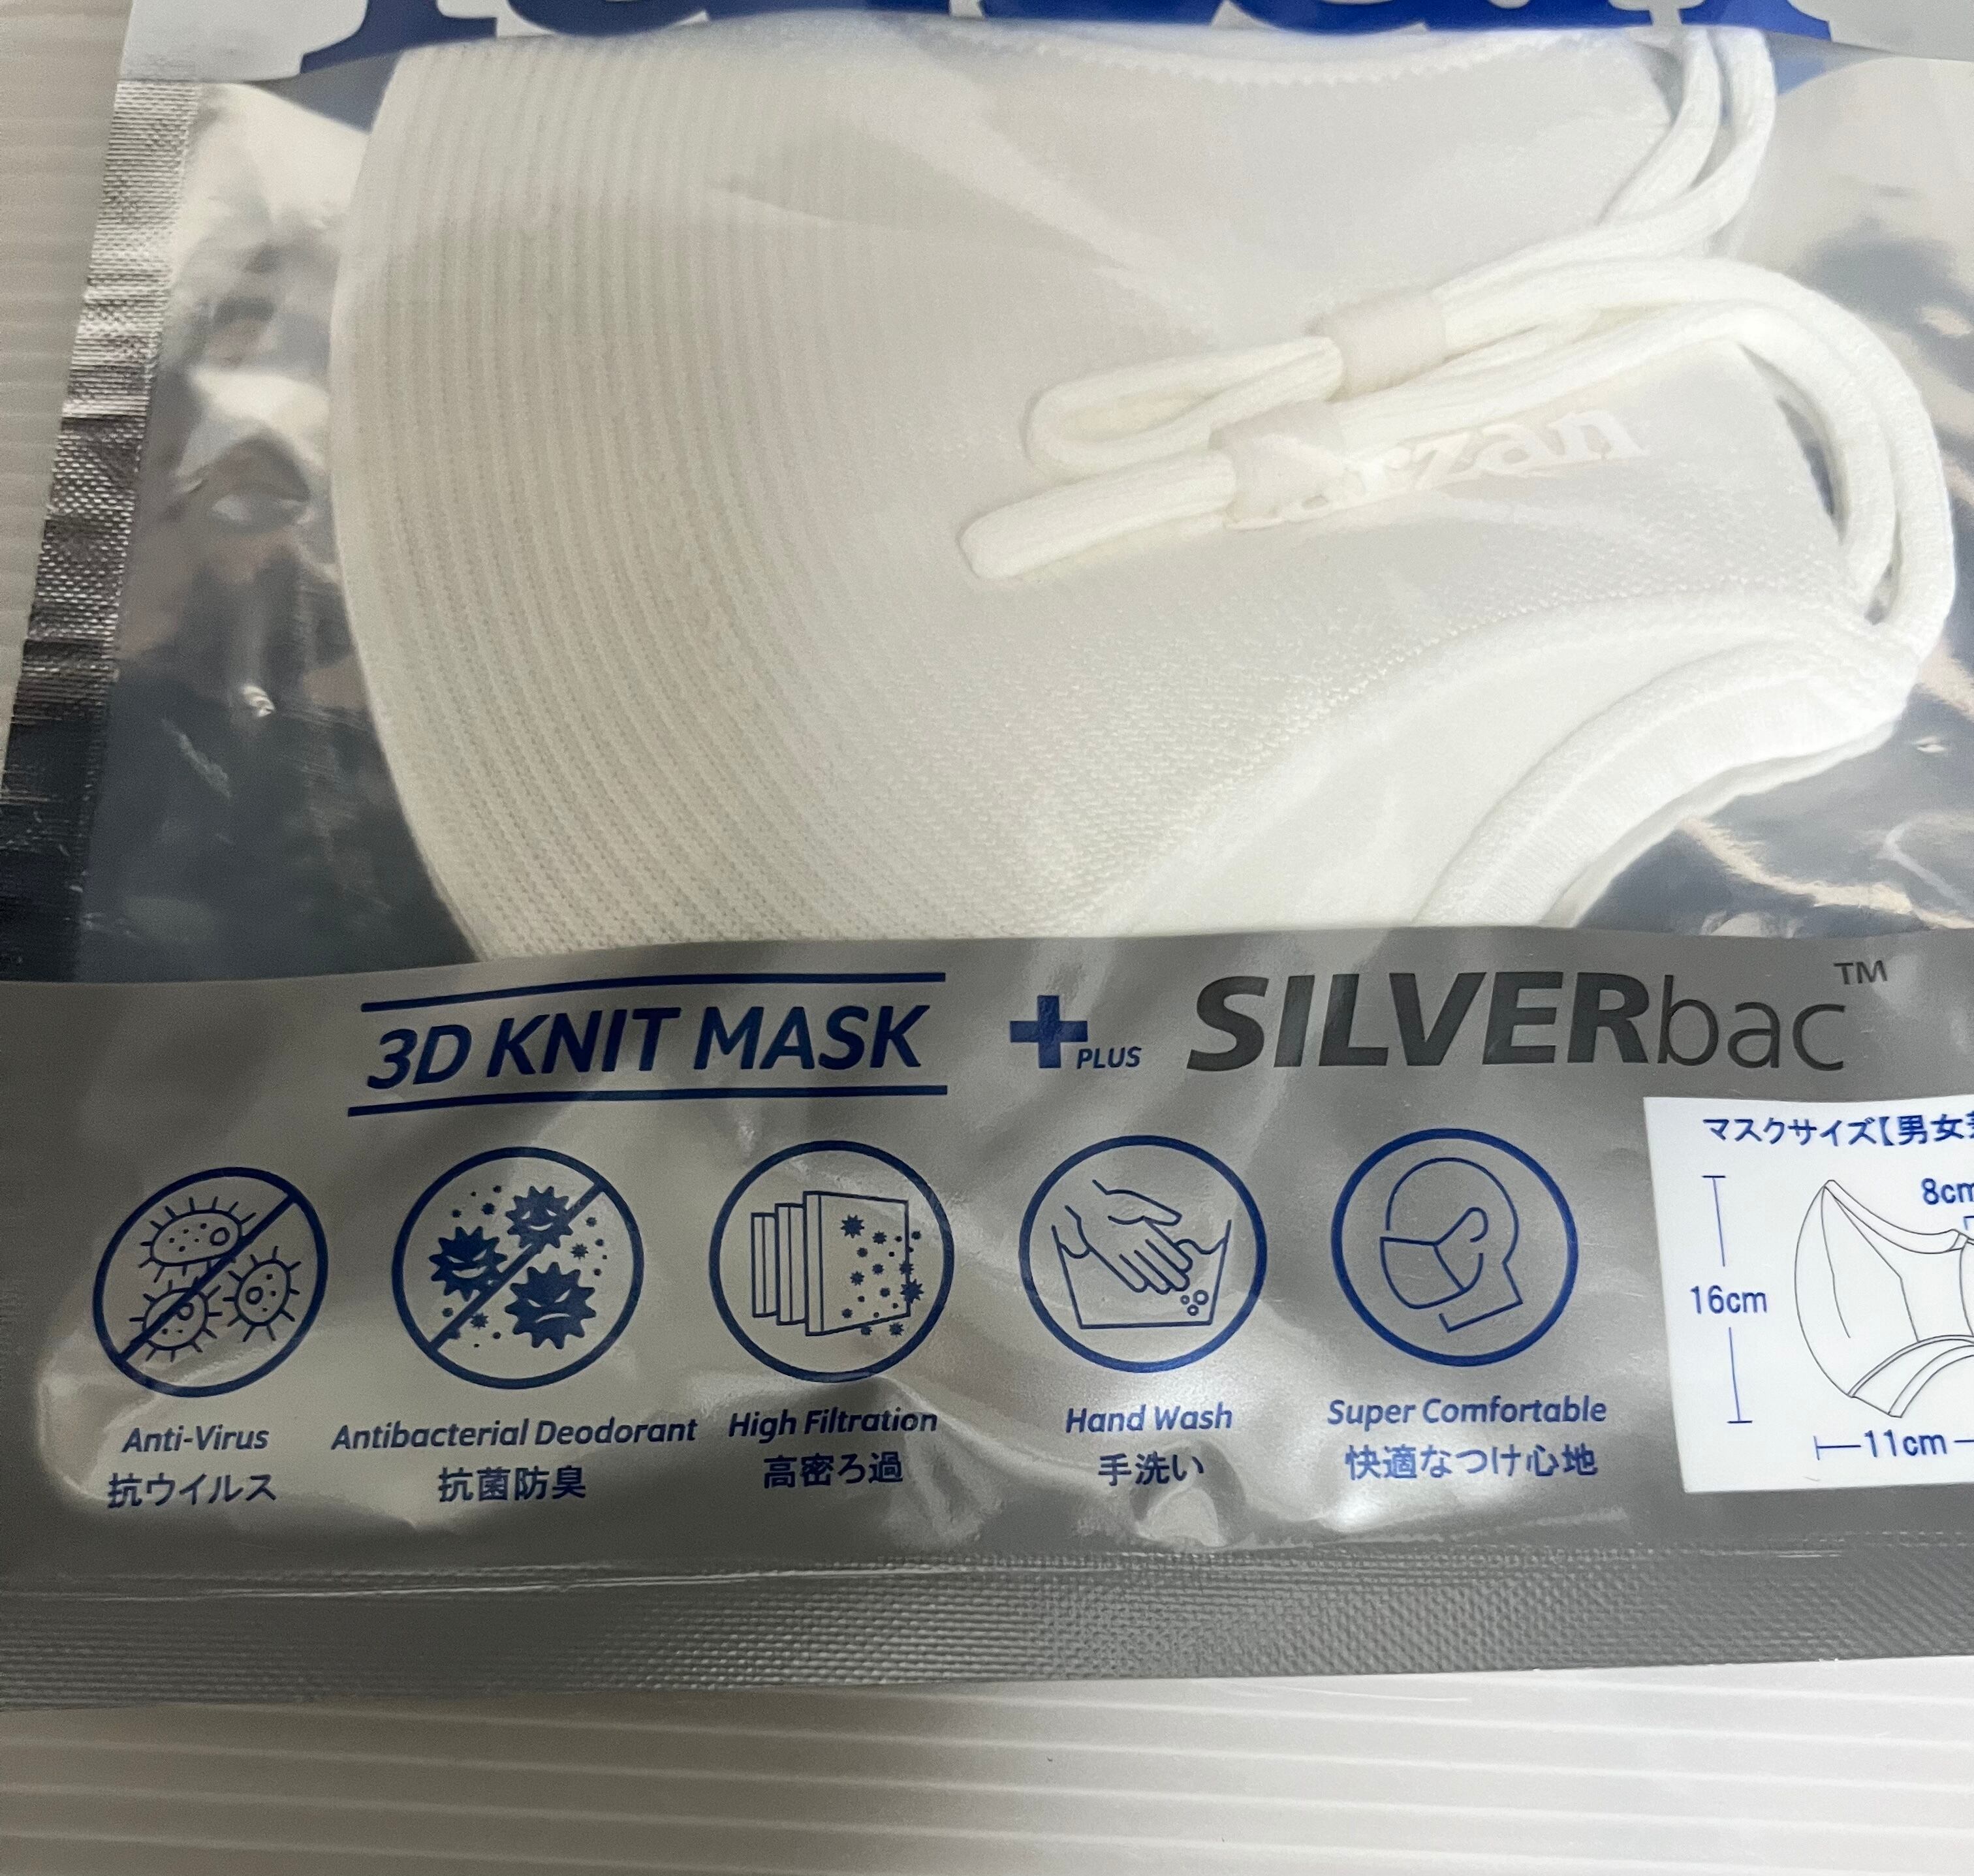 rzan
3D KNIT MASK
PLUS
SILVERbac™
Anti-Virus
抗ウイルス
Antibacterial Deodorant
抗菌防臭
High Filtration
高密ろ過
Hand Wash
手洗い
Super Comfortable
快適なつけ心地
マスクサイズ【男女
8cm
16cm
11cm